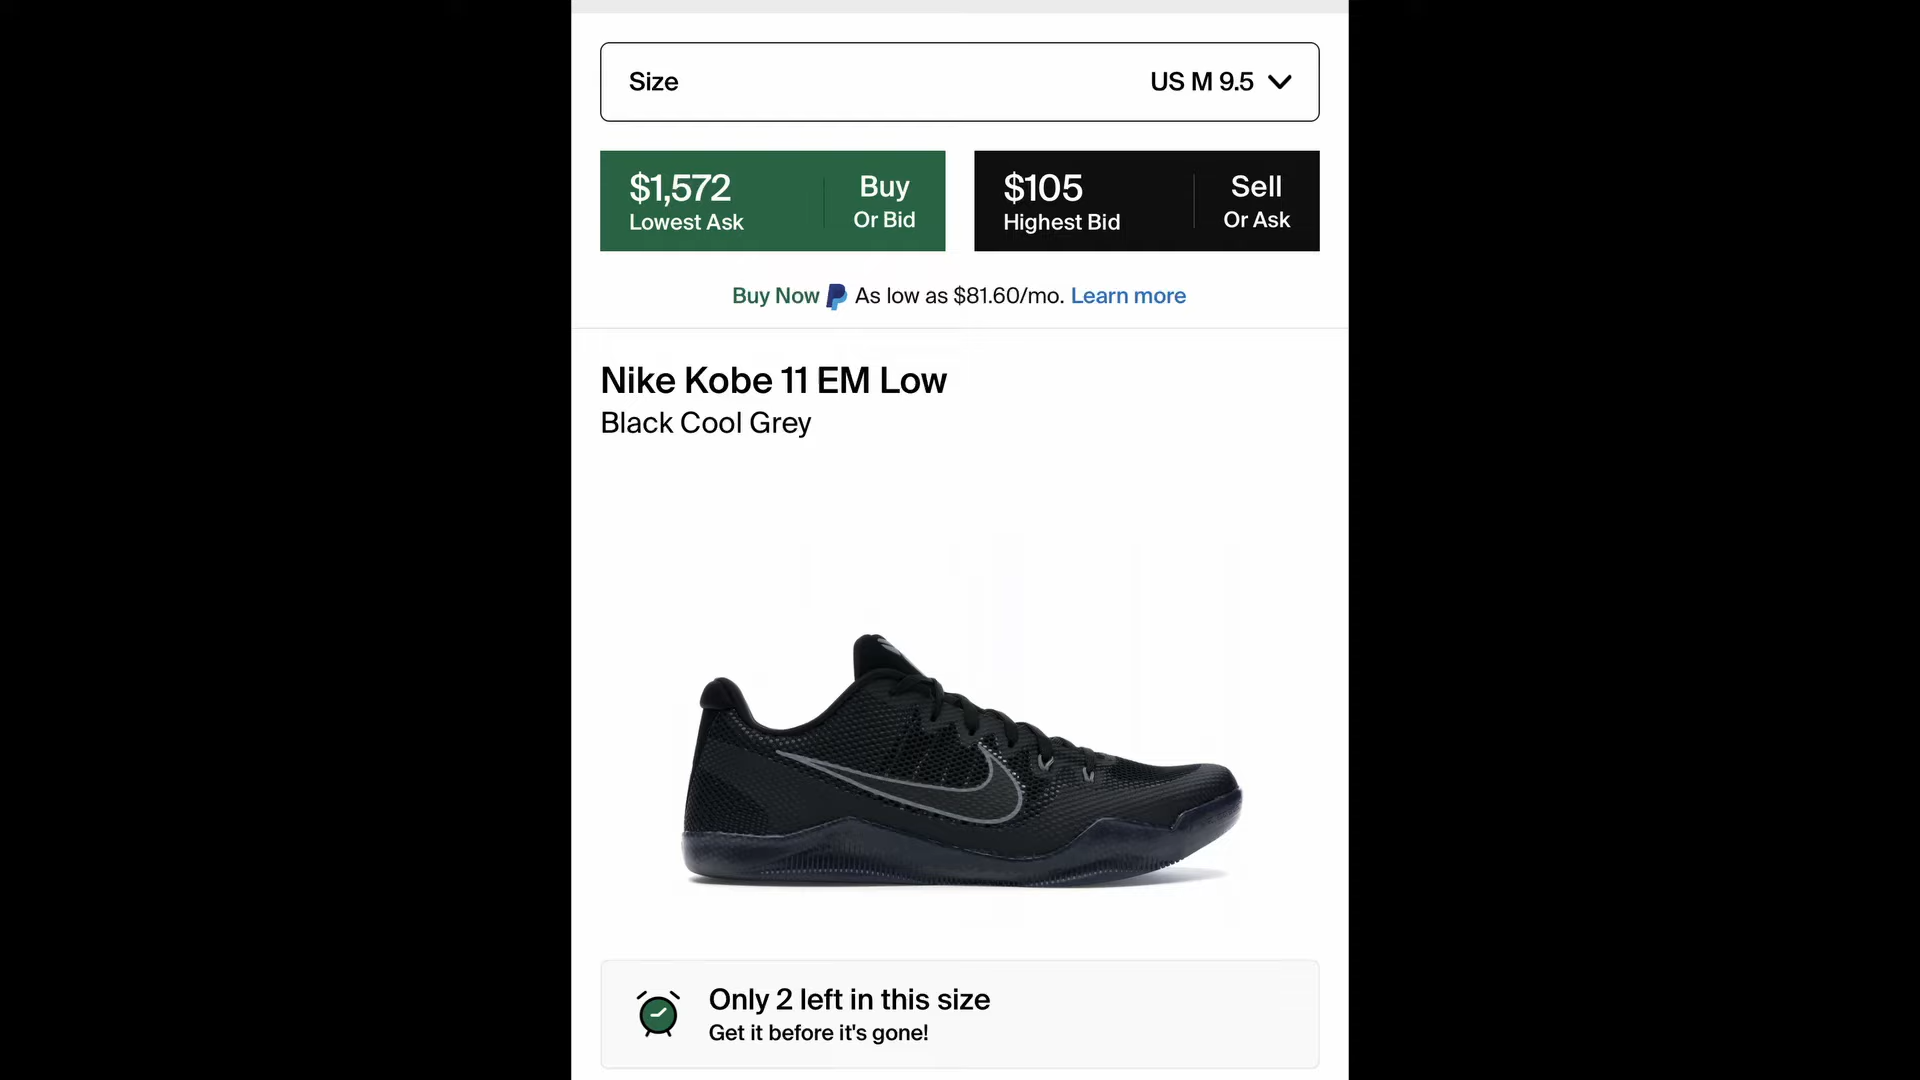 Size US M 9.5
$1,572 Buy
Lowest Ask Or Bid
$105 Sell
Highest Bid Or Ask
Buy Now As low as $81.60/mo. Learn more
Nike Kobe 11 EM Low
Black Cool Grey
Only 2 left in this size
Get it before it's gone!